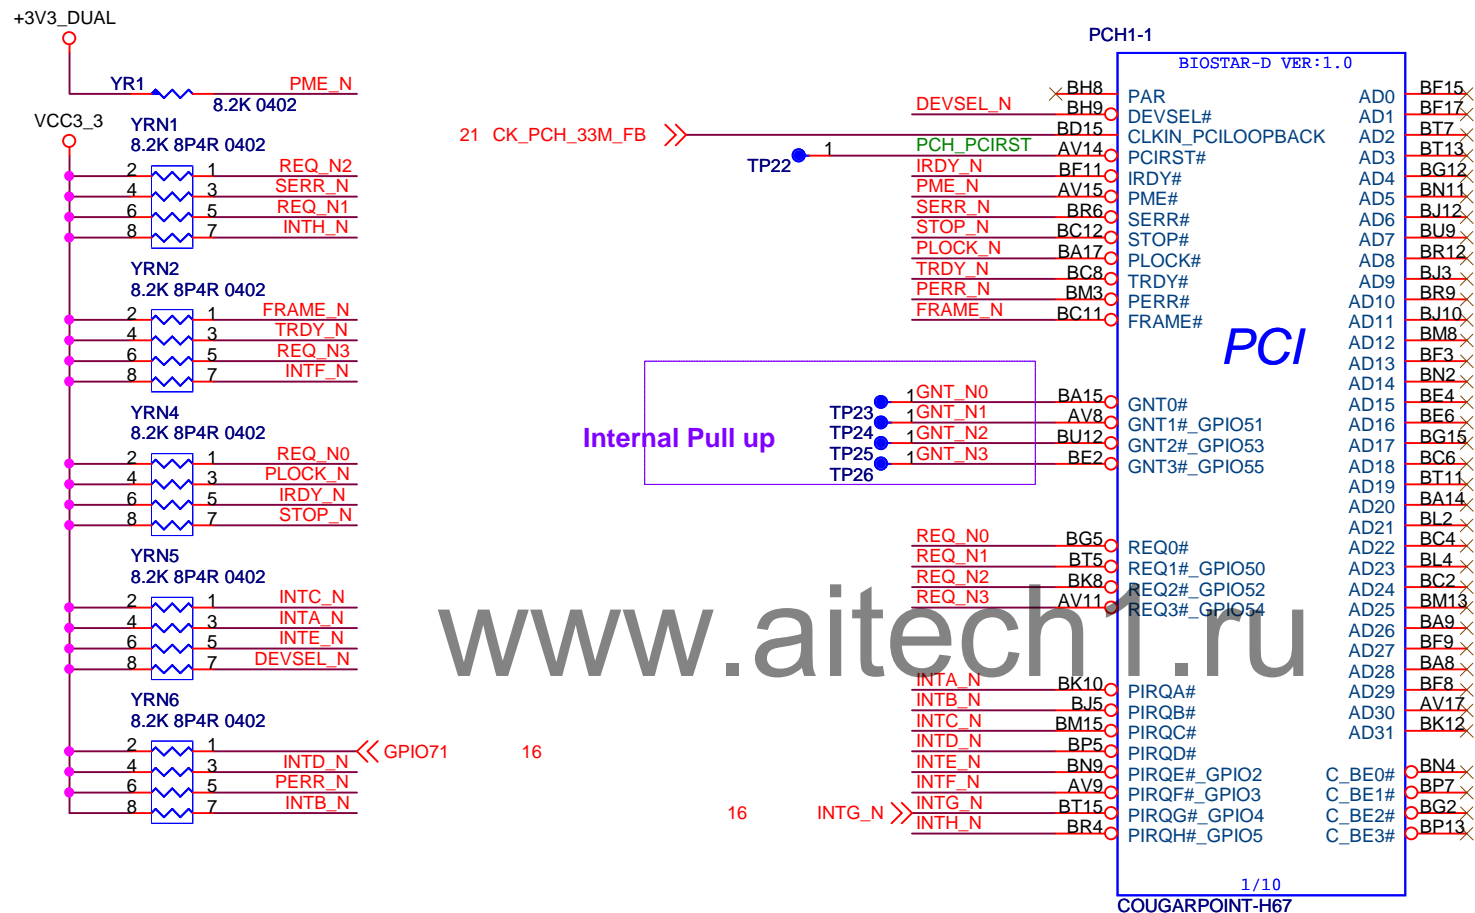 +3V3_DUAL
YR1
PME_N
8.2K 0402
VCC3_3
YRN1
8.2K 8P4R 0402
2 1 REQ_N2
4 3 SERR_N
6 5 REQ_N1
8 7 INTH_N
YRN2
8.2K 8P4R 0402
2 1 FRAME_N
4 3 TRDY_N
6 5 REQ_N3
8 7 INTF_N
YRN4
8.2K 8P4R 0402
2 1 REQ_N0
4 3 PLOCK_N
6 5 IRDY_N
8 7 STOP_N
YRN5
8.2K 8P4R 0402
2 1 INTC_N
4 3 INTA_N
6 5 INTE_N
8 7 DEVSEL_N
YRN6
8.2K 8P4R 0402
2 1 GPIO71 16
4 3 INTD_N
6 5 PERR_N
8 7 INTB_N
PCH1-1
BIOSTAR-D VER:1.0
BH8 PAR
DEVSEL_N BH9 DEVSEL#
21 CK_PCH_33M_FB BD15 CLKIN_PCILOOPBACK
TP22 1 PCH_PCIRST AV14 PCIRST#
IRDY_N BF11 IRDY#
PME_N AV15 PME#
SERR_N BR6 SERR#
STOP_N BC12 STOP#
PLOCK_N BA17 PLOCK#
TRDY_N BC8 TRDY#
PERR_N BM3 PERR#
FRAME_N BC11 FRAME#
PCI
Internal Pull up
TP23 1 GNT_N0 BA15 GNT0#
TP24 1 GNT_N1 AV8 GNT1#_GPIO51
TP25 1 GNT_N2 BU12 GNT2#_GPIO53
TP26 1 GNT_N3 BE2 GNT3#_GPIO55
REQ_N0 BG5 REQ0#
REQ_N1 BT5 REQ1#_GPIO50
REQ_N2 BK8 REQ2#_GPIO52
REQ_N3 AV11 REQ3#_GPIO54
www.aitech1.ru
INTA_N BK10 PIRQA#
INTB_N BJ5 PIRQB#
INTC_N BM15 PIRQC#
INTD_N BP5 PIRQD#
INTE_N BN9 PIRQE#_GPIO2
INTF_N AV9 PIRQF#_GPIO3
16 INTG_N INTG_N BT15 PIRQG#_GPIO4
INTH_N BR4 PIRQH#_GPIO5
AD0 BF15
AD1 BF17
AD2 BT7
AD3 BT13
AD4 BG12
AD5 BN11
AD6 BJ12
AD7 BU9
AD8 BR12
AD9 BJ3
AD10 BR9
AD11 BJ10
AD12 BM8
AD13 BF3
AD14 BN2
AD15 BE4
AD16 BE6
AD17 BG15
AD18 BC6
AD19 BT11
AD20 BA14
AD21 BL2
AD22 BC4
AD23 BL4
AD24 BC2
AD25 BM13
AD26 BA9
AD27 BF9
AD28 BA8
AD29 BF8
AD30 AV17
AD31 BK12
C_BE0# BN4
C_BE1# BP7
C_BE2# BG2
C_BE3# BP13
1/10
COUGARPOINT-H67